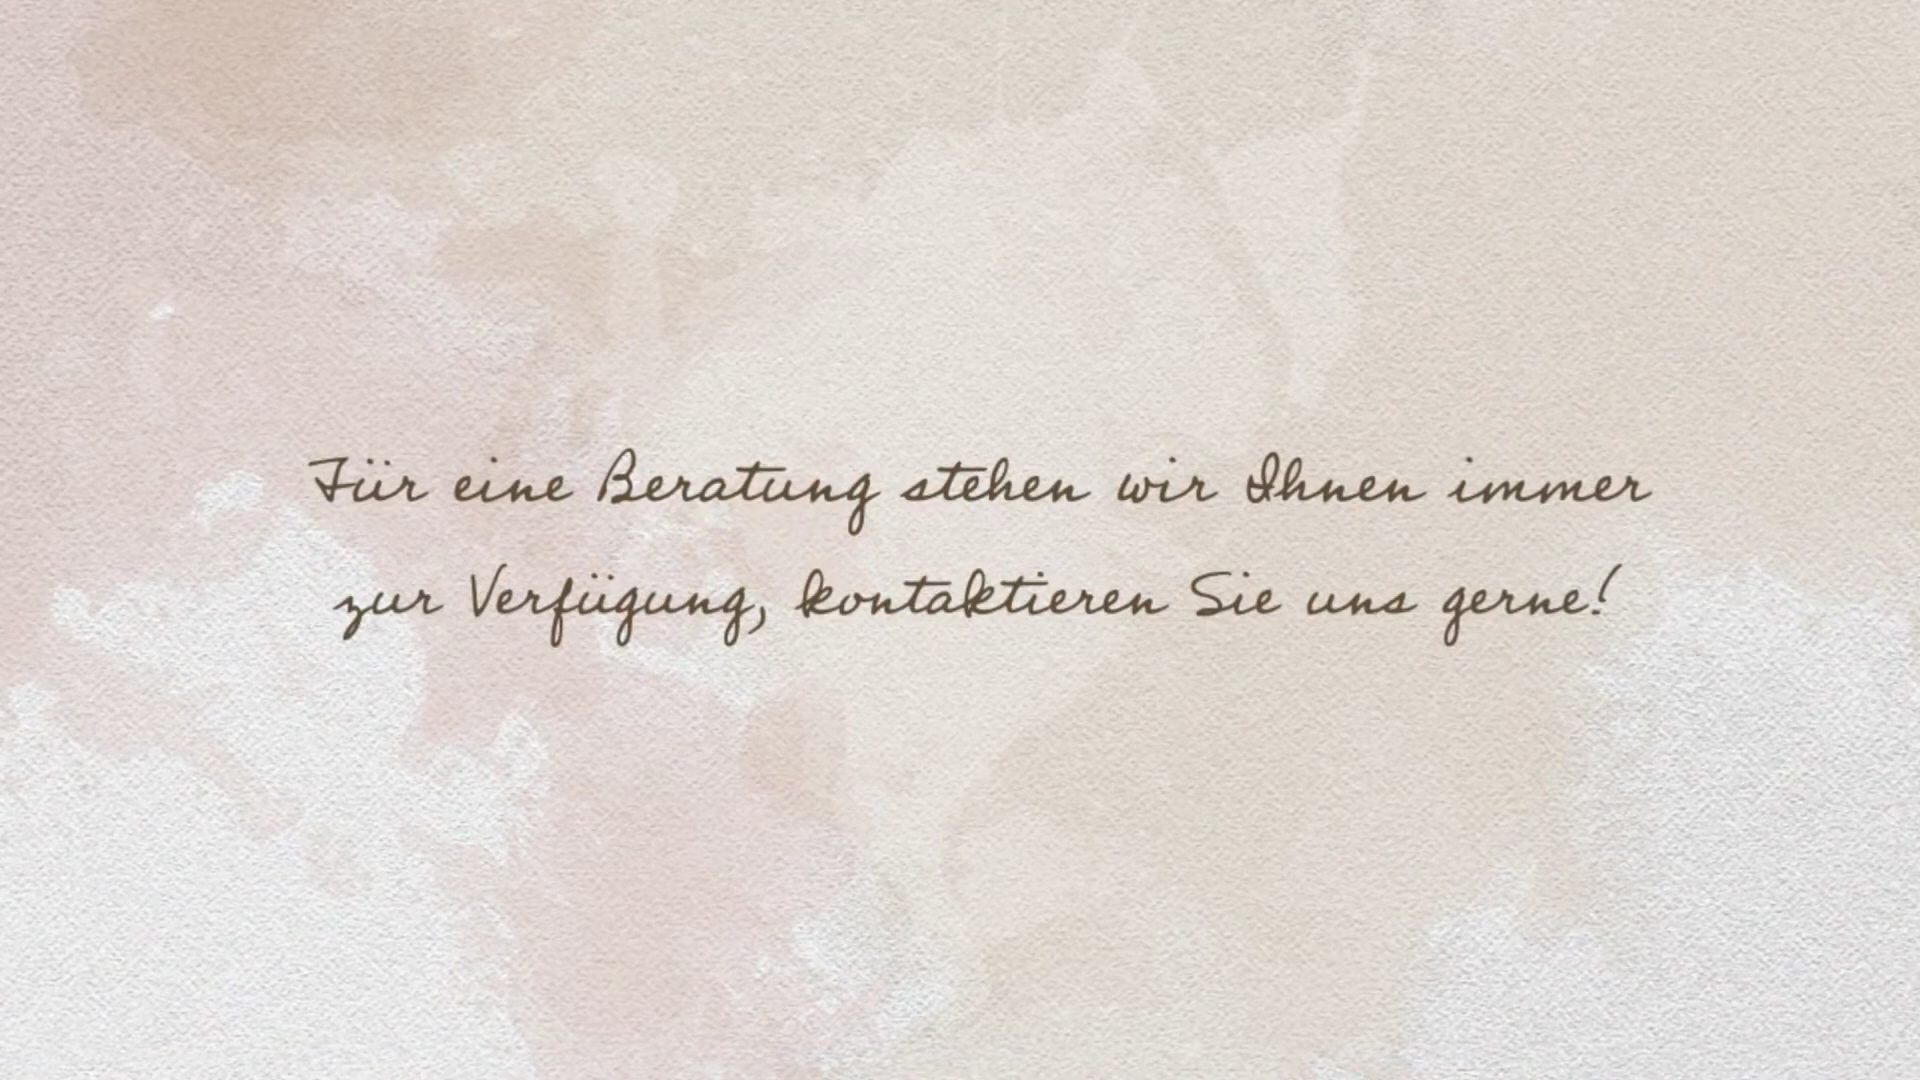 Für eine Beratung stehen wir Ihnen immer
zur Verfügung, kontaktieren Sie uns gerne!